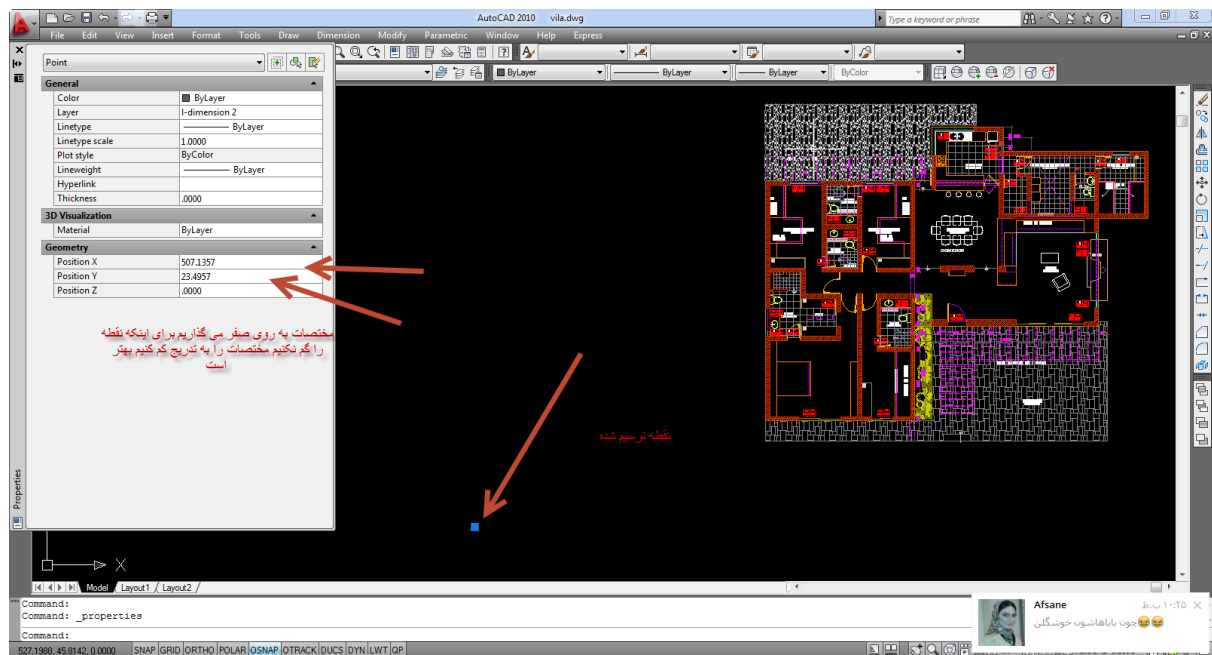 AutoCAD 2010 vila.dwg
Type a keyword or phrase
File Edit View Insert Format Tools Draw Dimension Modify Parametric Window Help Express
Point
ByLayer ByLayer ByLayer ByColor
General
Color ByLayer
Layer I-dimension 2
Linetype ByLayer
Linetype scale 1.0000
Plot style ByColor
Lineweight ByLayer
Hyperlink
Thickness .0000
3D Visualization
Material ByLayer
Geometry
Position X 507.1357
Position Y 23.4957
Position Z .0000
مختصات به روی صفر می گذاریم برای اینکه نقطه
را گم نکنیم مختصات را به تدریج کم کنیم بهتر
است
نقطه ترسیم شده
Properties
X
Model Layout1 Layout2
Command:
Command: _properties
Command:
Afsane ۱۰:۲۵ ب.ظ
😂😂چون باباهاشون خوشگلن
527.1988, 45.8142, 0.0000 SNAP GRID ORTHO POLAR OSNAP OTRACK DUCS DYN LWT QP